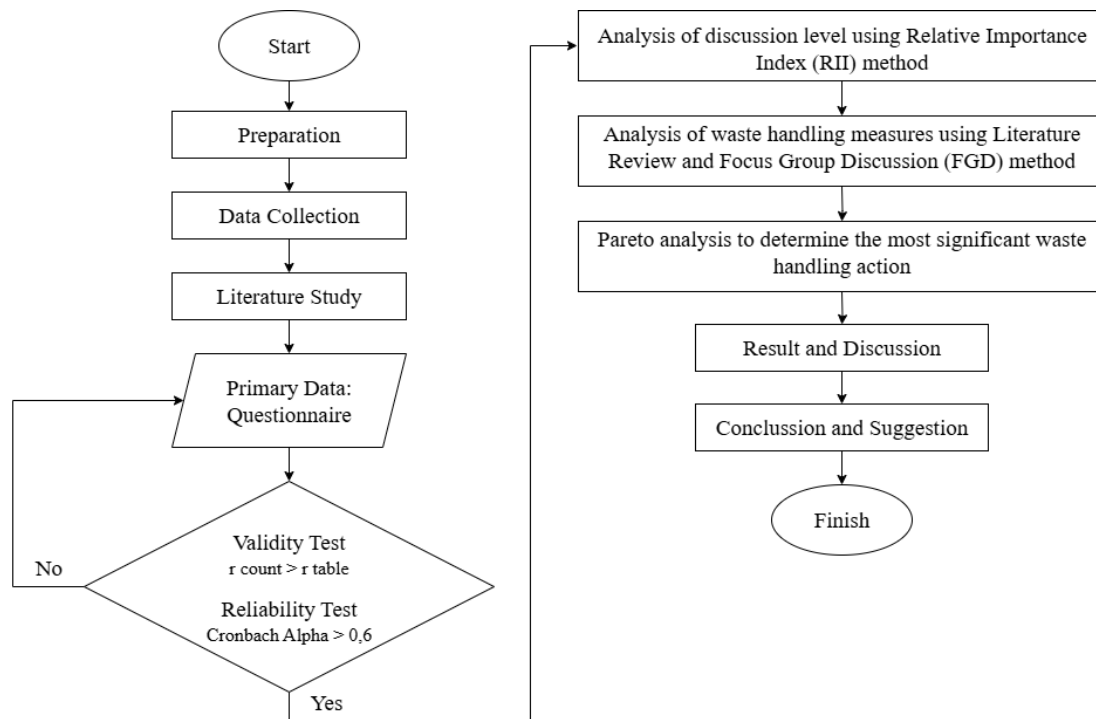 Start
Preparation
Data Collection
Literature Study
Primary Data:
Questionnaire
No
Validity Test
r count > r table
Reliability Test
Cronbach Alpha > 0,6
Yes
Analysis of discussion level using Relative Importance
Index (RII) method
Analysis of waste handling measures using Literature
Review and Focus Group Discussion (FGD) method
Pareto analysis to determine the most significant waste
handling action
Result and Discussion
Conclussion and Suggestion
Finish